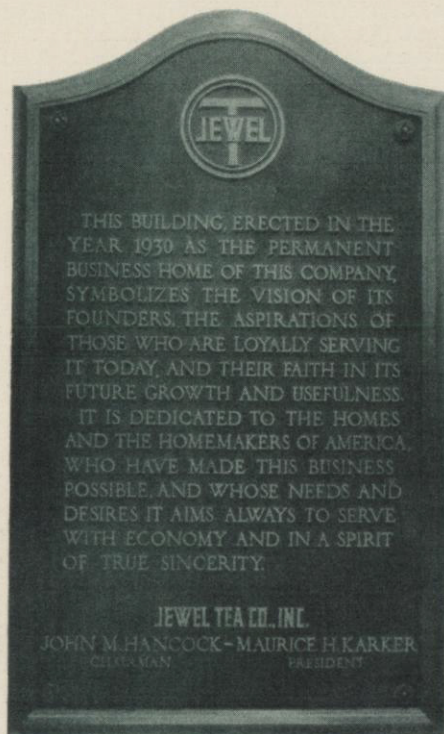 T
JEWEL
THIS BUILDING, ERECTED IN THE
YEAR 1930 AS THE PERMANENT
BUSINESS HOME OF THIS COMPANY,
SYMBOLIZES THE VISION OF ITS
FOUNDERS, THE ASPIRATIONS OF
THOSE WHO ARE LOYALLY SERVING
IT TODAY, AND THEIR FAITH IN ITS
FUTURE GROWTH AND USEFULNESS.
IT IS DEDICATED TO THE HOMES
AND THE HOMEMAKERS OF AMERICA,
WHO HAVE MADE THIS BUSINESS
POSSIBLE, AND WHOSE NEEDS AND
DESIRES IT AIMS ALWAYS TO SERVE
WITH ECONOMY AND IN A SPIRIT
OF TRUE SINCERITY.
JEWEL TEA CO., INC.
JOHN M. HANCOCK - MAURICE H. KARKER
CHAIRMAN PRESIDENT